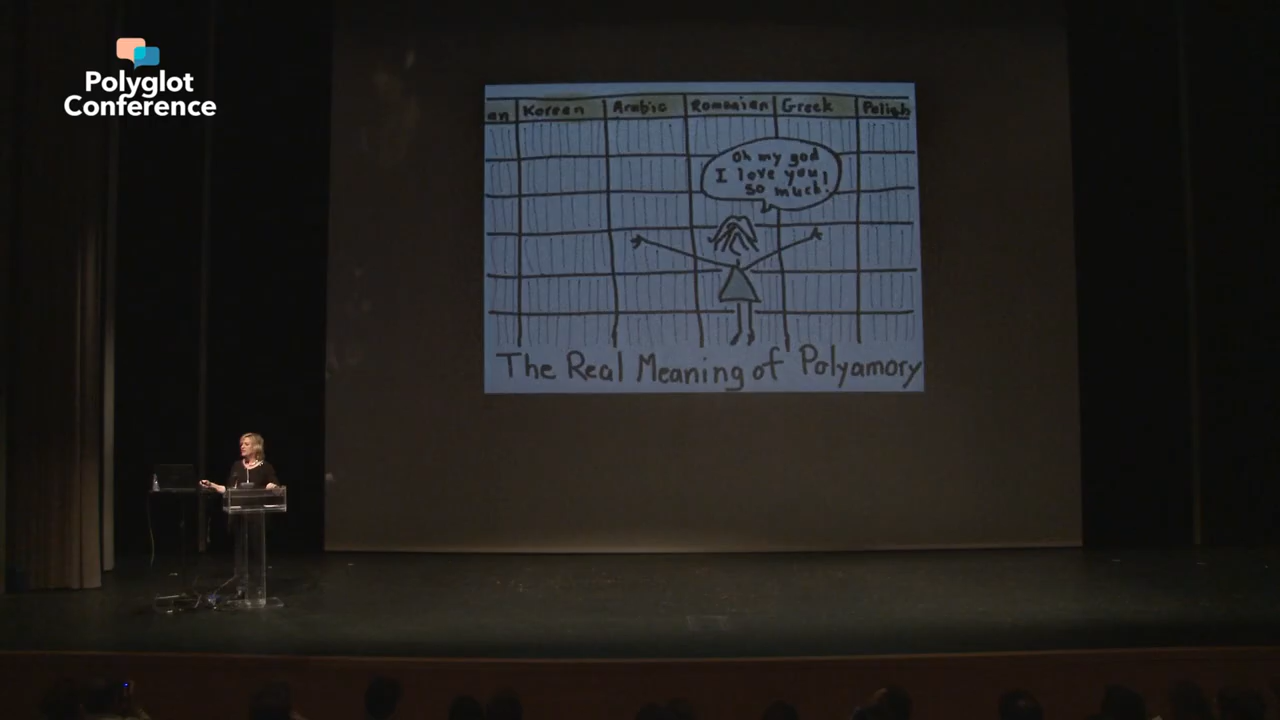 Polyglot
Conference
an Korean Arabic Romanian Greek Polish
Oh my god
I love you
so much!
The Real Meaning of Polyamory